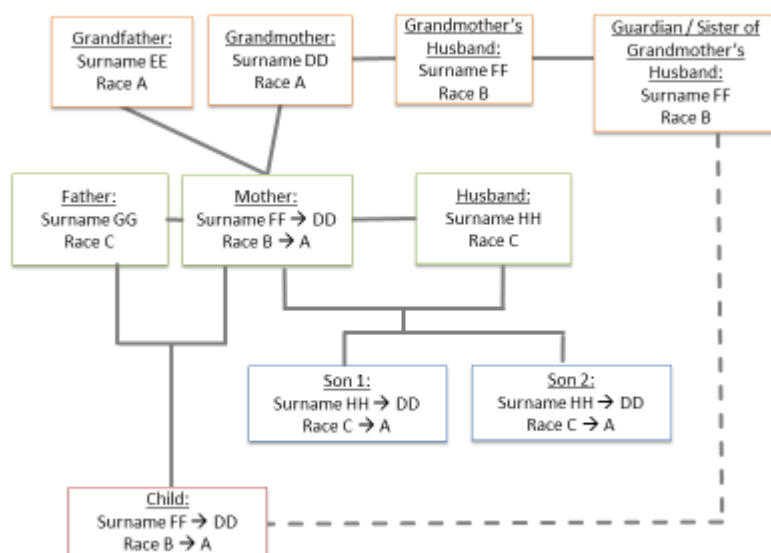 Grandfather:
Surname EE
Race A
Grandmother:
Surname DD
Race A
Grandmother's
Husband:
Surname FF
Race B
Guardian / Sister of
Grandmother's
Husband:
Surname FF
Race B
Father:
Surname GG
Race C
Mother:
Surname FF → DD
Race B → A
Husband:
Surname HH
Race C
Son 1:
Surname HH → DD
Race C → A
Son 2:
Surname HH → DD
Race C → A
Child:
Surname FF → DD
Race B → A